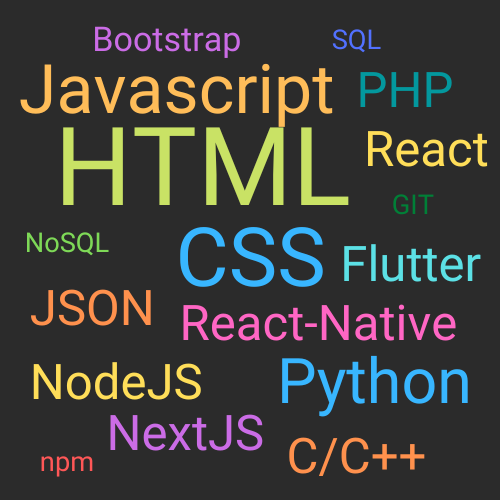 Bootstrap SQL
Javascript PHP
HTML React
GIT
NoSQL CSS Flutter
JSON React-Native
NodeJS Python
NextJS
npm C/C++